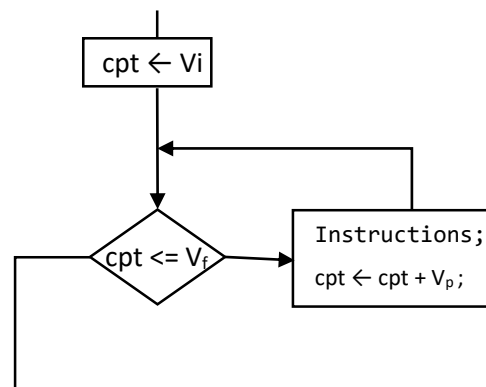 cpt ← Vi
cpt <= Vf
Instructions;
cpt ← cpt + Vp;